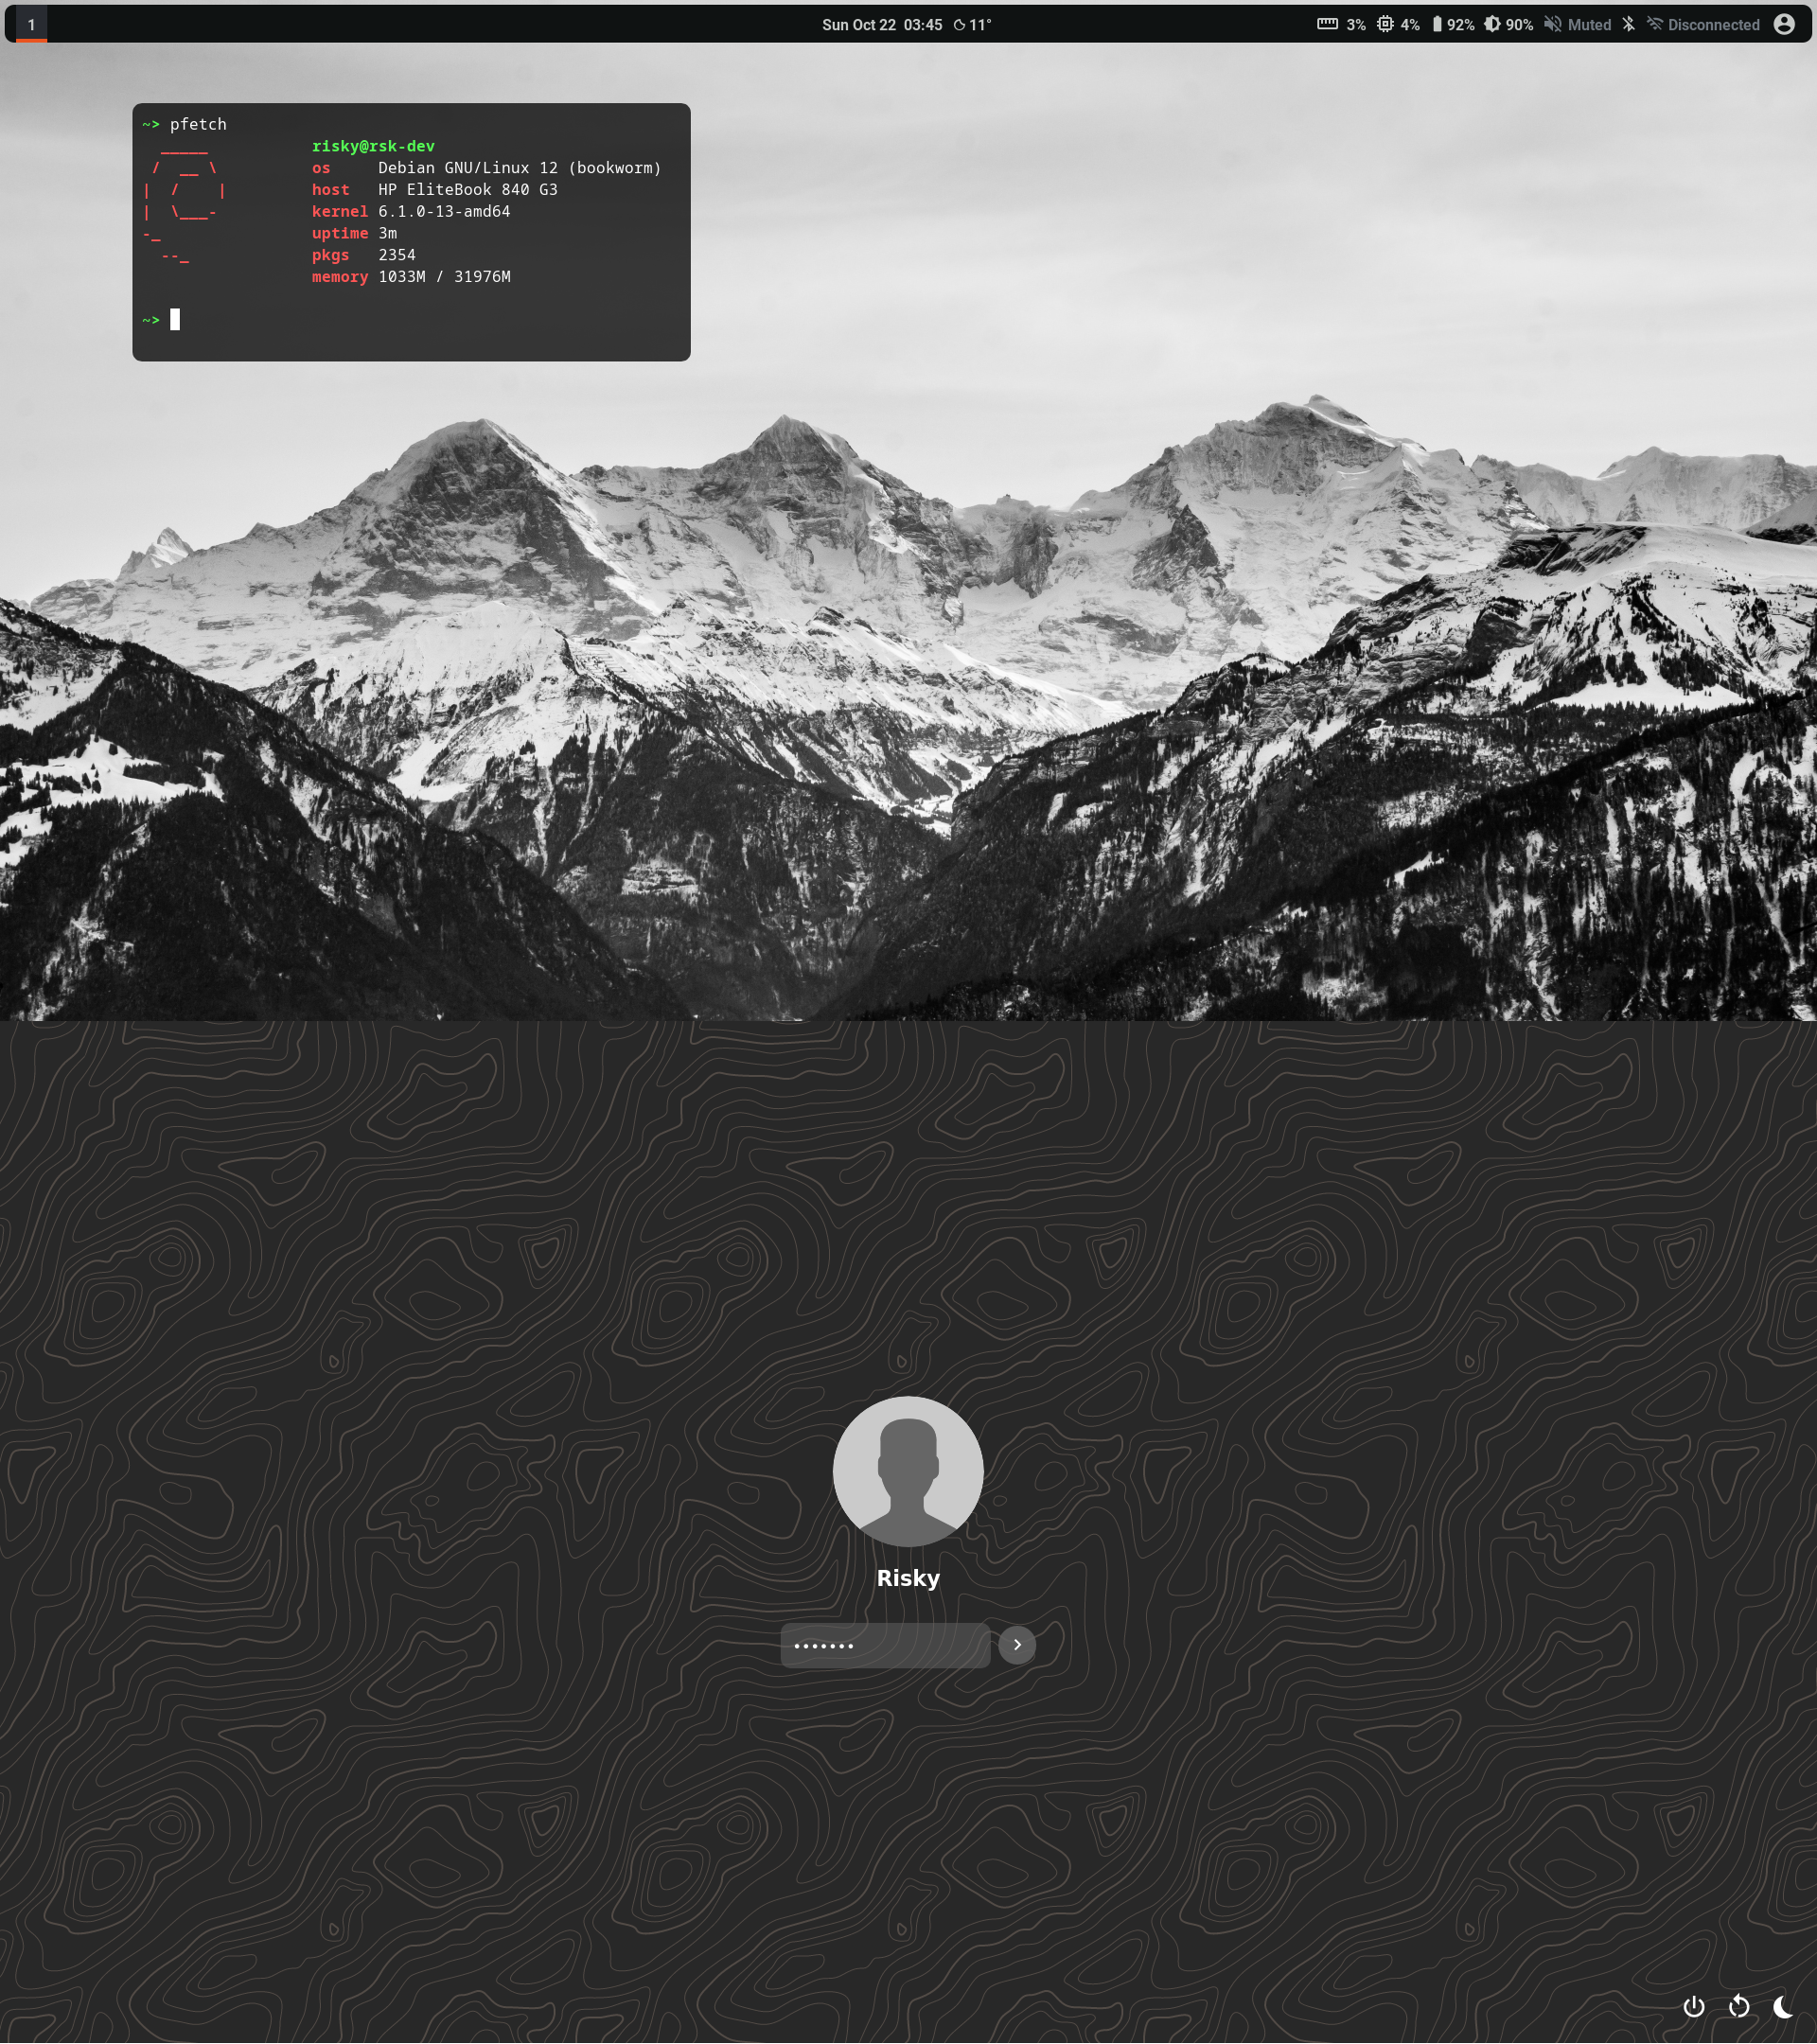 1
Sun Oct 22 03:45 11°
3% 4% 92% 90% Muted Disconnected
~> pfetch
risky@rsk-dev
os Debian GNU/Linux 12 (bookworm)
host HP EliteBook 840 G3
kernel 6.1.0-13-amd64
uptime 3m
pkgs 2354
memory 1033M / 31976M
~>
Risky